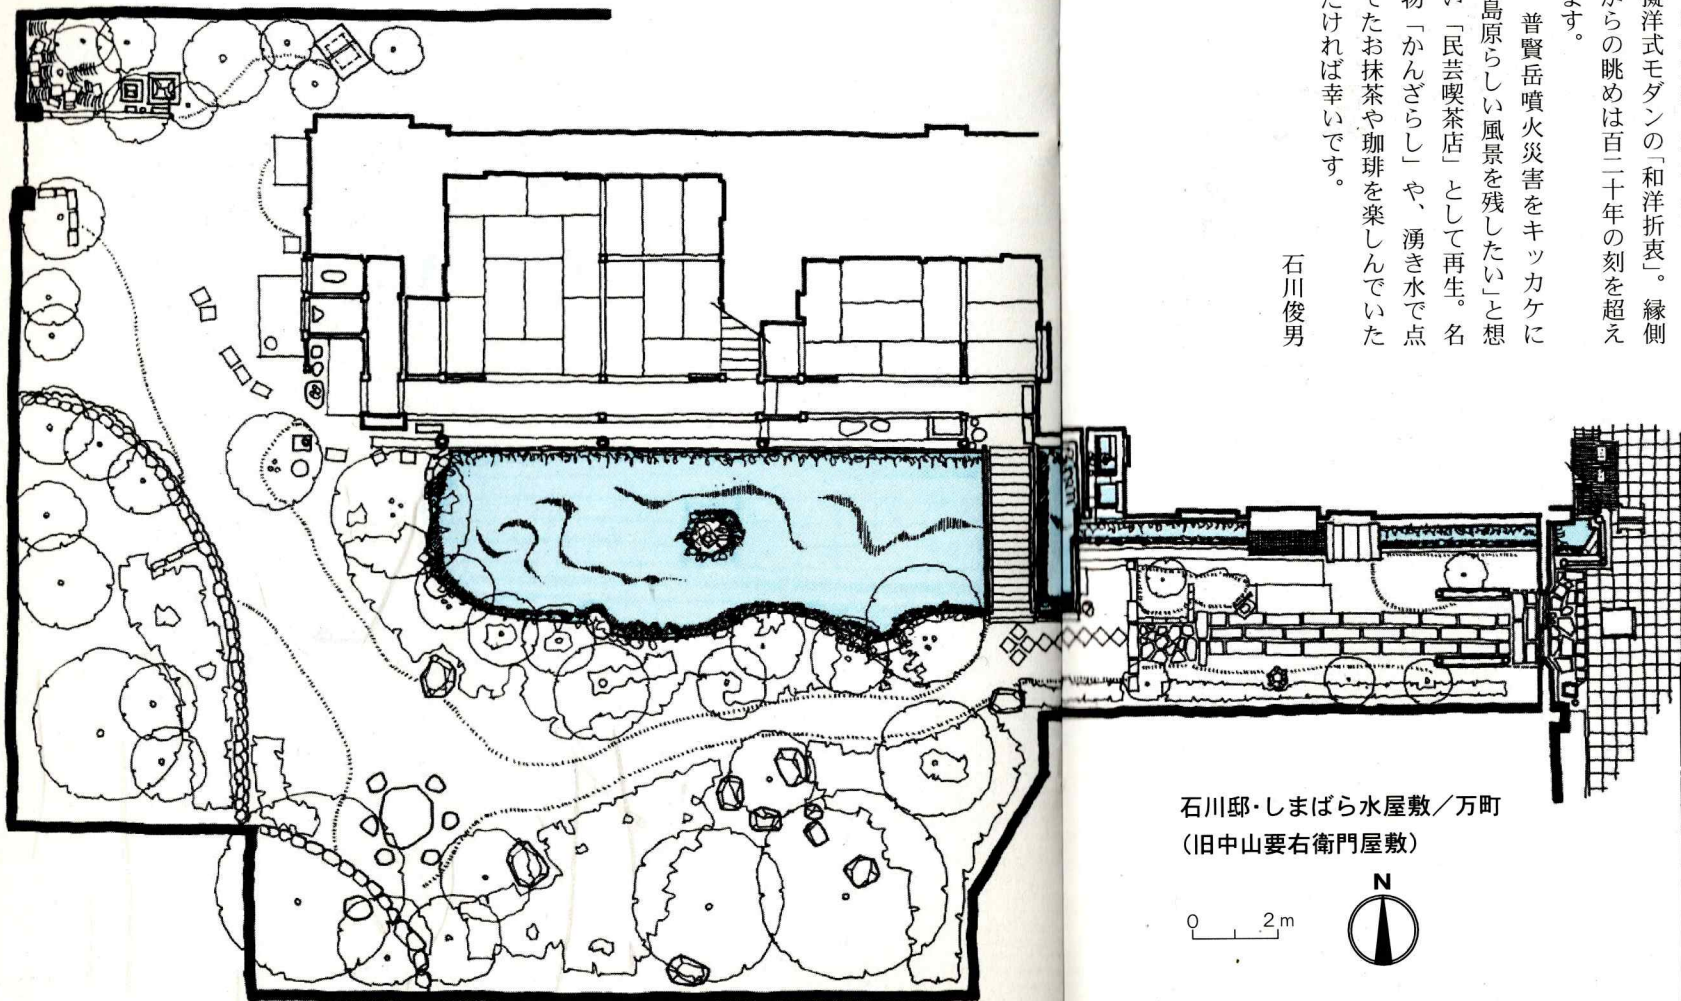 擬洋式モダンの「和洋折衷」。縁側
からの眺めは百二十年の刻を超え
ます。
普賢岳噴火災害をキッカケに
島原らしい風景を残したい」と想
い「民芸喫茶店」として再生。名
物「かんざらし」や、湧き水で点
てたお抹茶や珈琲を楽しんでいた
だければ幸いです。
石川俊男
石川邸・しまばら水屋敷／万町
（旧中山要右衛門屋敷）
N
0 2m